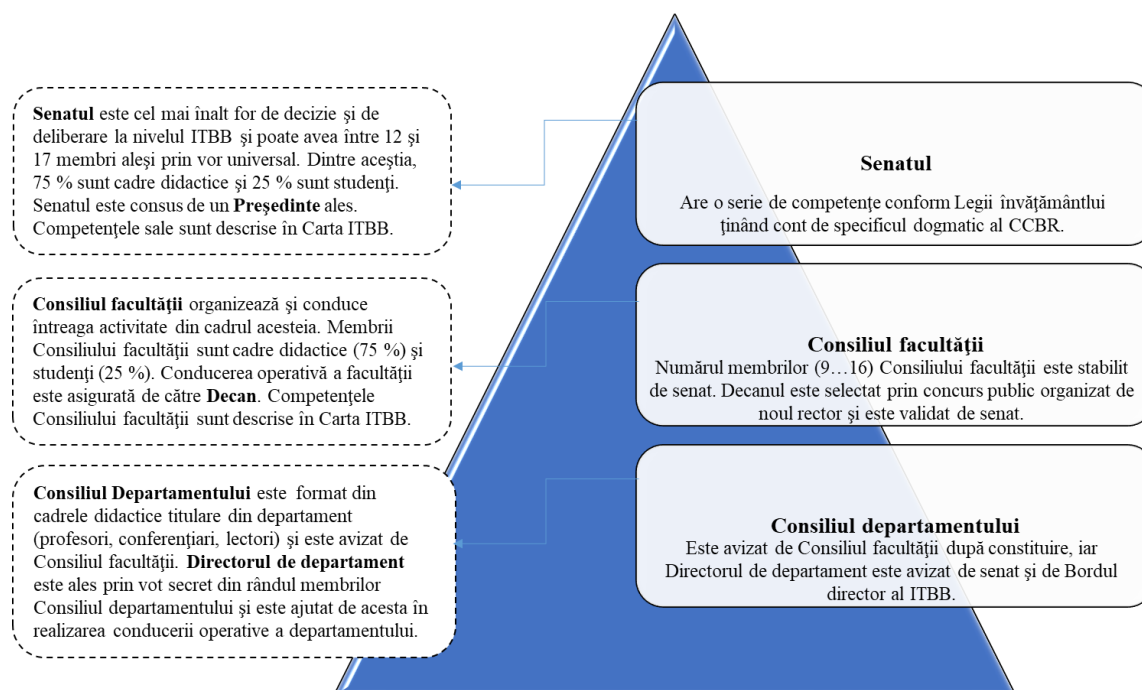 Senatul este cel mai înalt for de decizie şi de
deliberare la nivelul ITBB şi poate avea între 12 şi
17 membri aleşi prin vor universal. Dintre aceştia,
75 % sunt cadre didactice şi 25 % sunt studenţi.
Senatul este consus de un Preşedinte ales.
Competenţele sale sunt descrise în Carta ITBB.
Senatul
Are o serie de competenţe conform Legii învăţământlui
ţinând cont de specificul dogmatic al CCBR.
Consiliul facultăţii organizează şi conduce
întreaga activitate din cadrul acesteia. Membrii
Consiliului facultăţii sunt cadre didactice (75 %) şi
studenţi (25 %). Conducerea operativă a facultăţii
este asigurată de către Decan. Competenţele
Consiliului facultăţii sunt descrise în Carta ITBB.
Consiliul facultăţii
Numărul membrilor (9…16) Consiliului facultăţii este stabilit
de senat. Decanul este selectat prin concurs public organizat de
noul rector şi este validat de senat.
Consiliul Departamentului este format din
cadrele didactice titulare din departament
(profesori, conferenţiari, lectori) şi este avizat de
Consiliul facultăţii. Directorul de departament
este ales prin vot secret din rândul membrilor
Consiliul departamentului şi este ajutat de acesta în
realizarea conducerii operative a departamentului.
Consiliul departamentului
Este avizat de Consiliul facultăţii după constituire, iar
Directorul de departament este avizat de senat şi de Bordul
director al ITBB.